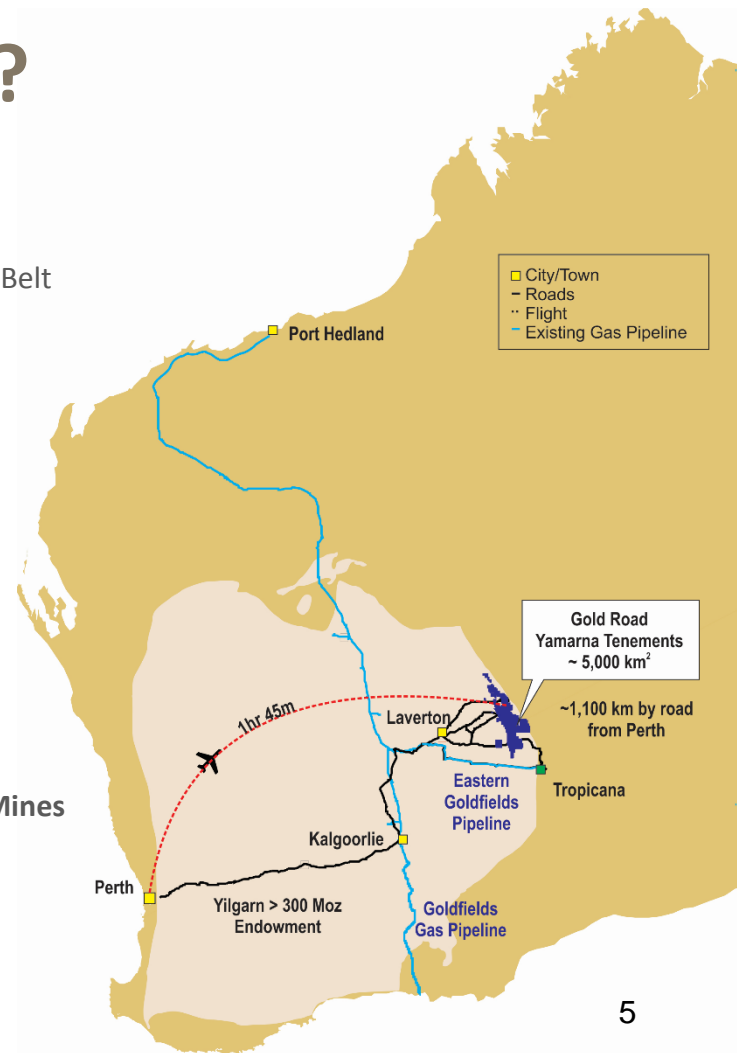 ?
Belt
City/Town
Roads
Flight
Existing Gas Pipeline
Port Hedland
Gold Road
Yamarna Tenements
~ 5,000 km²
1hr 45m
Laverton
~1,100 km by road
from Perth
Eastern
Goldfields
Pipeline
Tropicana
Mines
Kalgoorlie
Perth
Yilgarn > 300 Moz
Endowment
Goldfields
Gas Pipeline
5